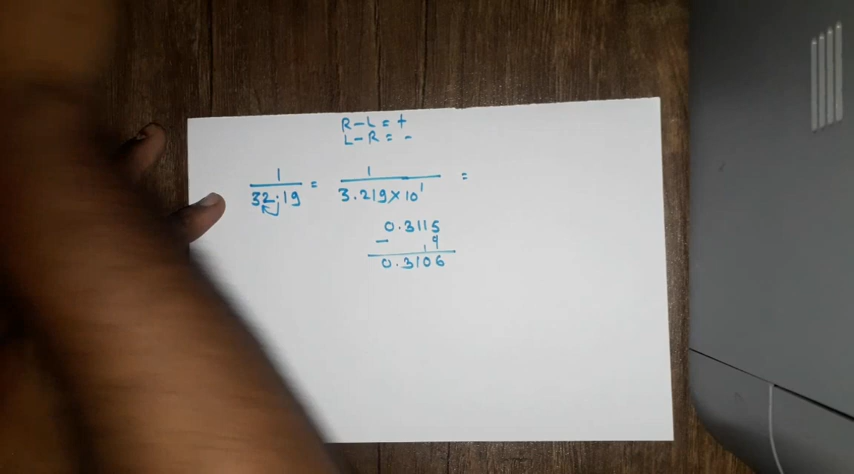 R-L = +
L-R = -
1/32.19 = 1/3.219×10¹ =
0.3115
- 9
0.3106